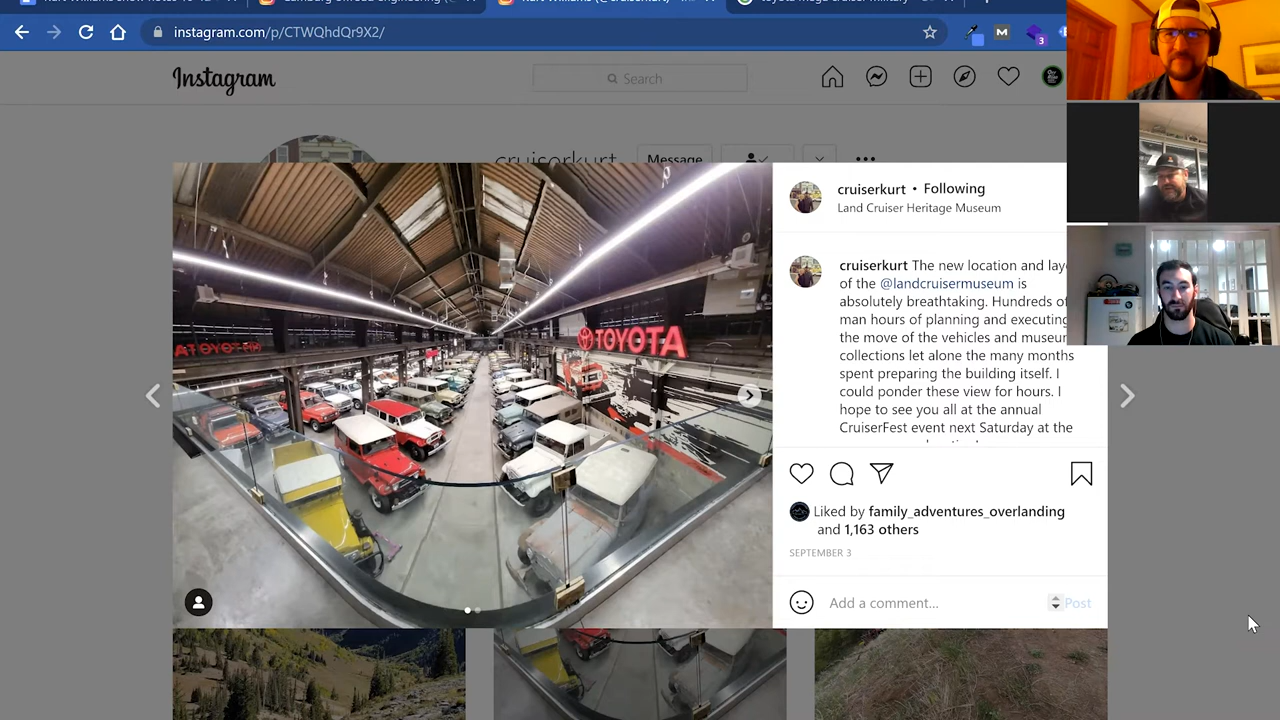 instagram.com/p/CTWQhdQr9X2/
M
3
Instagram
Search
cruiserkurt
Message
cruiserkurt • Following
Land Cruiser Heritage Museum
TOYOTA
TOYOTA
cruiserkurt The new location and lay
of the @landcruisermuseum is
absolutely breathtaking. Hundreds of
man hours of planning and executing
the move of the vehicles and museum
collections let alone the many months
spent preparing the building itself. I
could ponder these view for hours. I
hope to see you all at the annual
CruiserFest event next Saturday at the
Liked by family_adventures_overlanding
and 1,163 others
SEPTEMBER 3
Add a comment...
Post